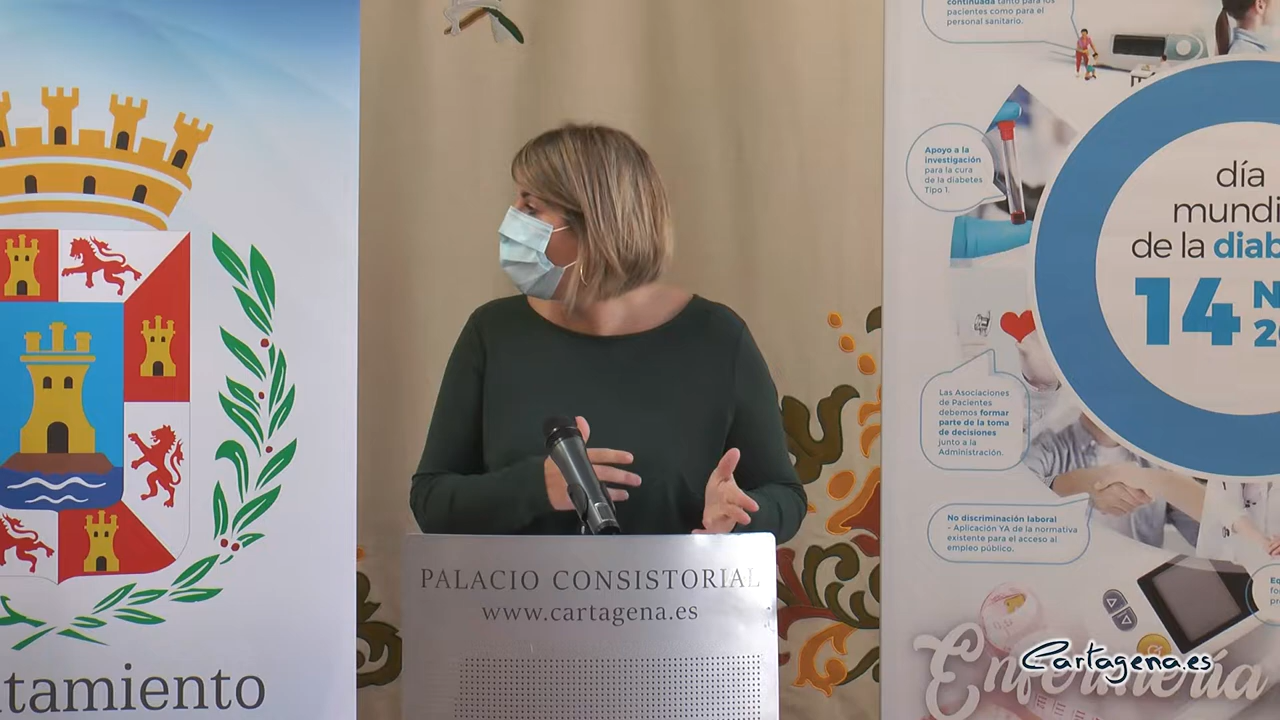 tamiento
PALACIO CONSISTORIAL
www.cartagena.es
continuada tanto para los
pacientes como para el
personal sanitario.
Apoyo a la
investigación
para la cura
de la diabetes
Tipo 1.
día
mundi
de la diab
14 N
20
Las Asociaciones
de Pacientes
debemos formar
parte de la toma
de decisiones
junto a la
Administración.
No discriminación laboral
- Aplicación YA de la normativa
existente para el acceso al
empleo público.
Enfermería
Cartagena.es